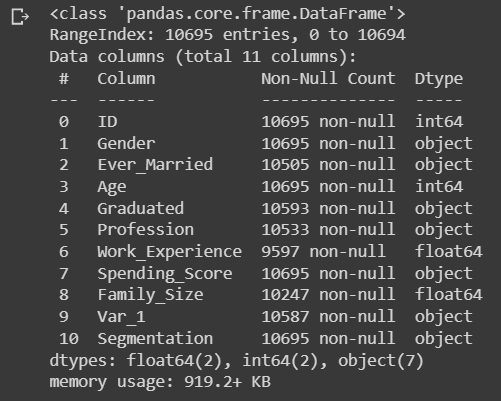 <class 'pandas.core.frame.DataFrame'>
RangeIndex: 10695 entries, 0 to 10694
Data columns (total 11 columns):
 #   Column           Non-Null Count  Dtype
---  ------           --------------  -----
 0   ID               10695 non-null  int64
 1   Gender           10695 non-null  object
 2   Ever_Married     10505 non-null  object
 3   Age              10695 non-null  int64
 4   Graduated        10593 non-null  object
 5   Profession       10533 non-null  object
 6   Work_Experience  9597 non-null   float64
 7   Spending_Score   10695 non-null  object
 8   Family_Size      10247 non-null  float64
 9   Var_1            10587 non-null  object
 10  Segmentation     10695 non-null  object
dtypes: float64(2), int64(2), object(7)
memory usage: 919.2+ KB